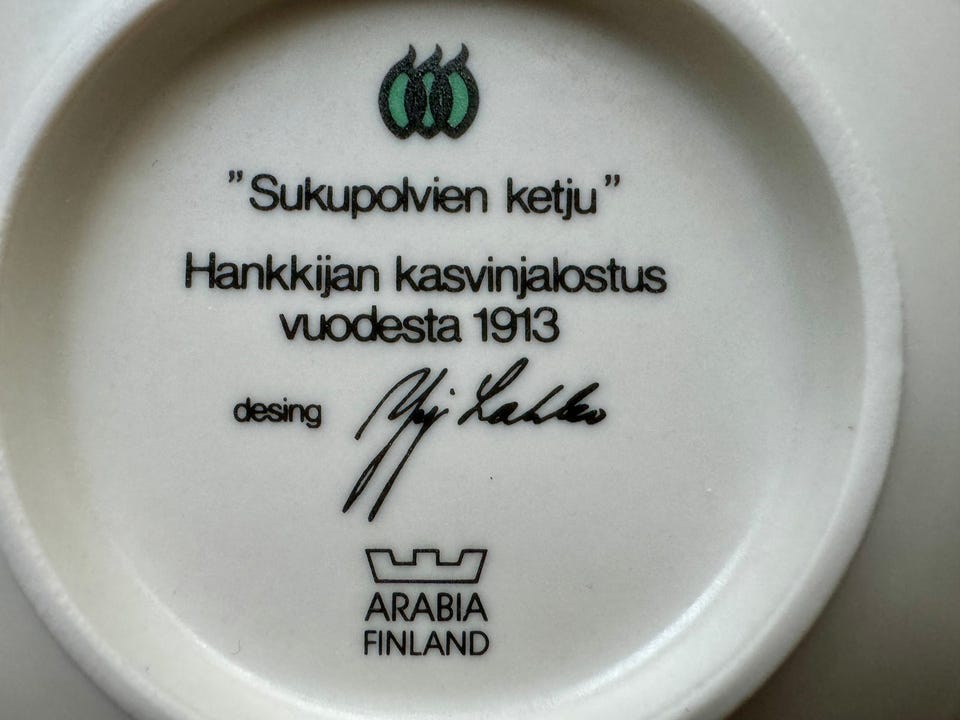 ”Sukupolvien ketju”
Hankkijan kasvinjalostus
vuodesta 1913
desing
ARABIA
FINLAND